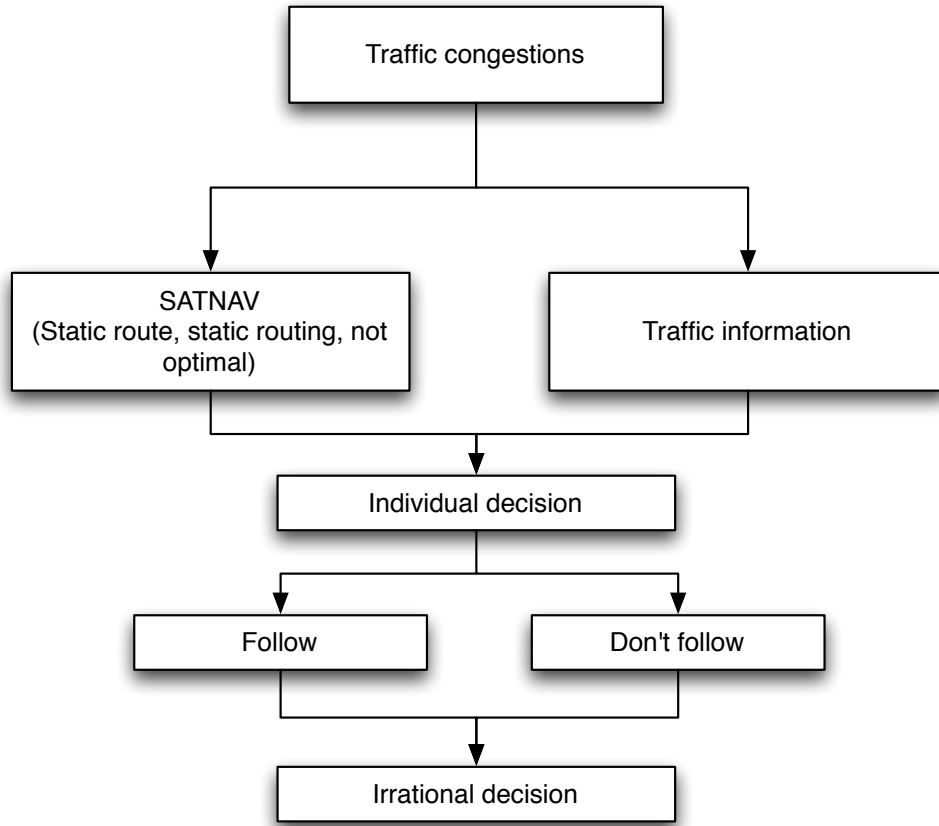 Traffic congestions
SATNAV
(Static route, static routing, not
optimal)
Traffic information
Individual decision
Follow
Don't follow
Irrational decision